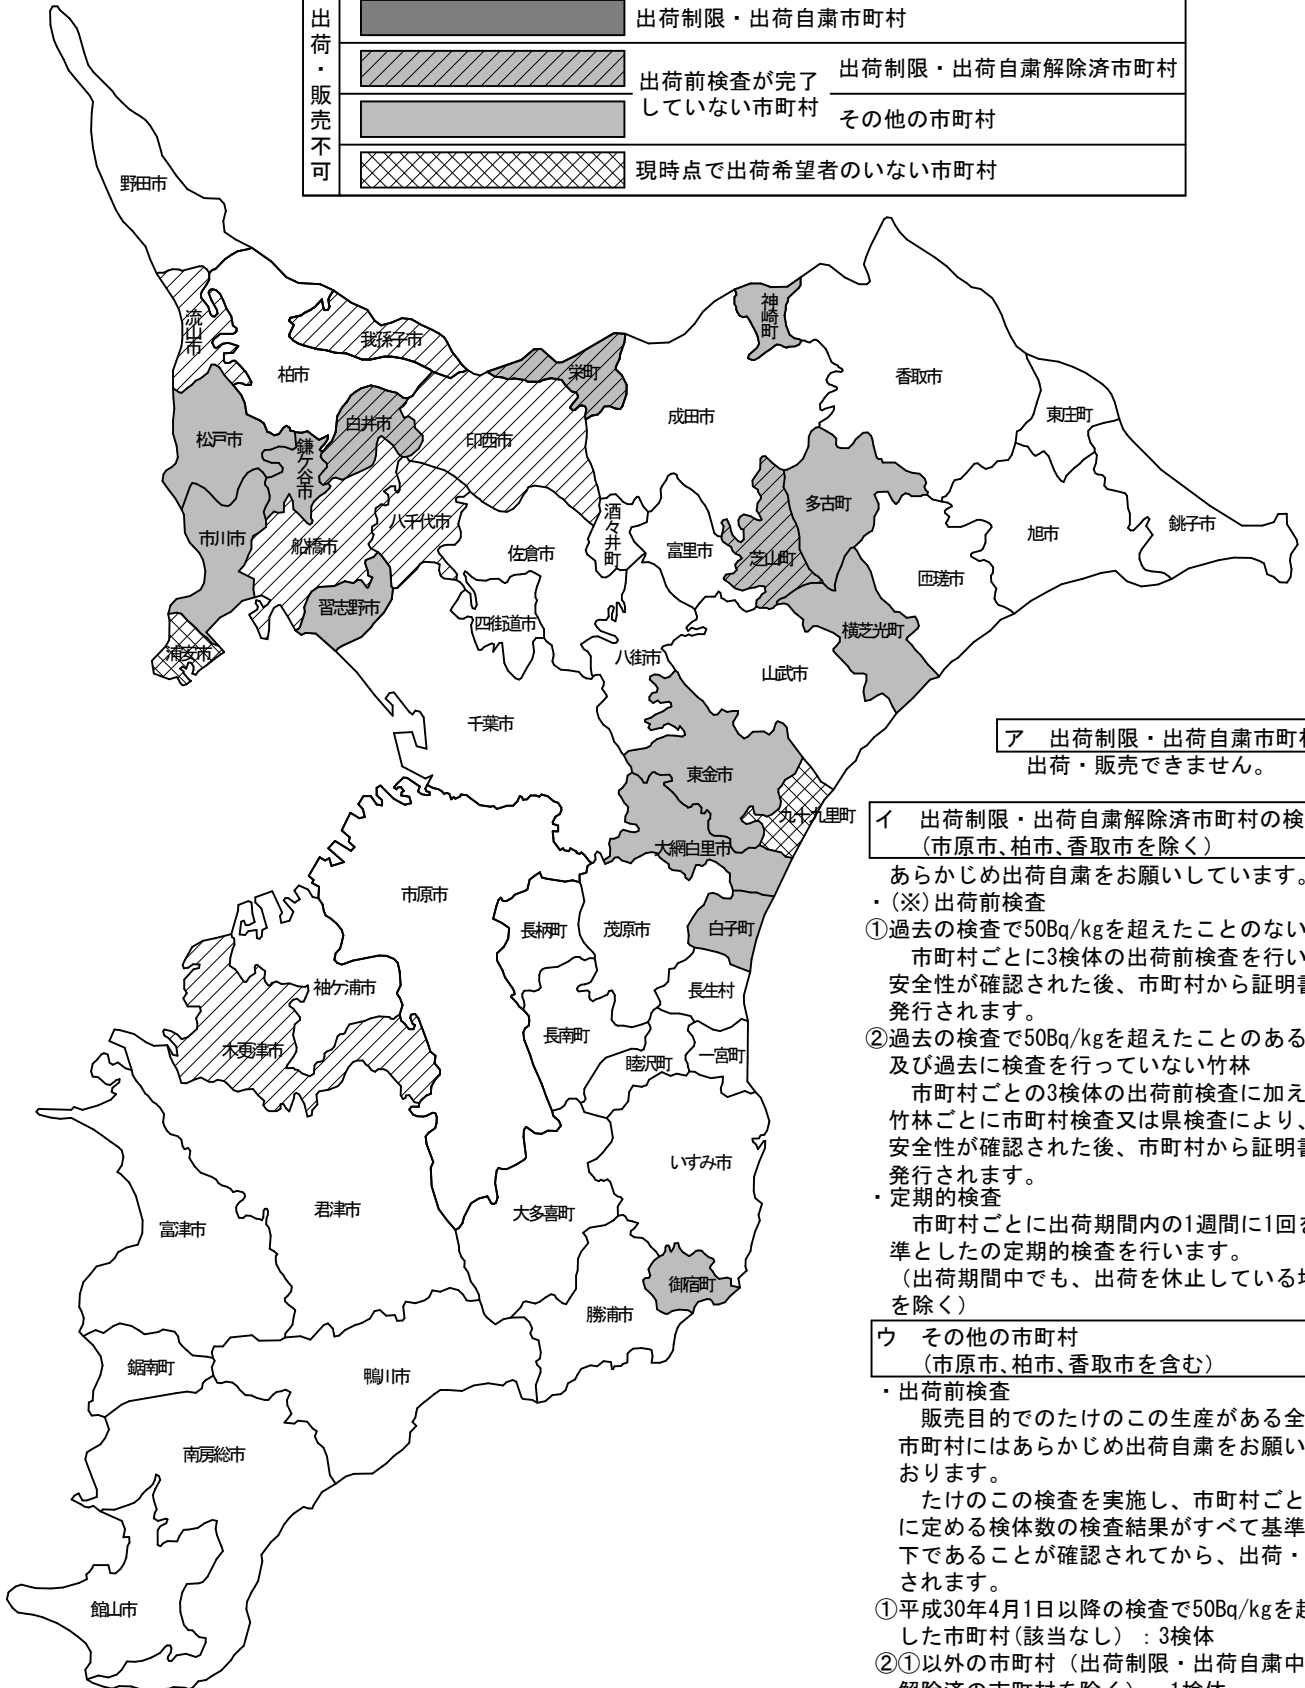 出荷・販売不可
出荷制限・出荷自粛市町村
出荷前検査が完了
していない市町村
出荷制限・出荷自粛解除済市町村
その他の市町村
現時点で出荷希望者のいない市町村
野田市
流山市
我孫子市
柏市
松戸市
鎌ケ谷市
白井市
印西市
栄町
神崎町
成田市
香取市
東庄町
市川市
船橋市
八千代市
佐倉市
酒々井町
富里市
芝山町
多古町
旭市
銚子市
匝瑳市
習志野市
四街道市
浦安市
八街市
山武市
横芝光町
千葉市
東金市
九十九里町
大網白里市
市原市
長柄町
茂原市
白子町
袖ケ浦市
長生村
木更津市
長南町
睦沢町
一宮町
いすみ市
富津市
君津市
大多喜町
御宿町
勝浦市
鋸南町
鴨川市
南房総市
館山市
ア 出荷制限・出荷自粛市町村
出荷・販売できません。
イ 出荷制限・出荷自粛解除済市町村の検
(市原市、柏市、香取市を除く)
あらかじめ出荷自粛をお願いしています。
・(※)出荷前検査
①過去の検査で50Bq/kgを超えたことのない
市町村ごとに3検体の出荷前検査を行い
安全性が確認された後、市町村から証明書
発行されます。
②過去の検査で50Bq/kgを超えたことのある
及び過去に検査を行っていない竹林
市町村ごとの3検体の出荷前検査に加え
竹林ごとに市町村検査又は県検査により、
安全性が確認された後、市町村から証明書
発行されます。
・定期的検査
市町村ごとに出荷期間内の1週間に1回を
準としたの定期的検査を行います。
（出荷期間中でも、出荷を休止している場
を除く）
ウ その他の市町村
(市原市、柏市、香取市を含む)
・出荷前検査
販売目的でのたけのこの生産がある全
市町村にはあらかじめ出荷自粛をお願い
おります。
たけのこの検査を実施し、市町村ごと
に定める検体数の検査結果がすべて基準
下であることが確認されてから、出荷・
されます。
①平成30年4月1日以降の検査で50Bq/kgを超
した市町村(該当なし)：3検体
②①以外の市町村（出荷制限・出荷自粛中
解除済の市町村を除く）：1検体